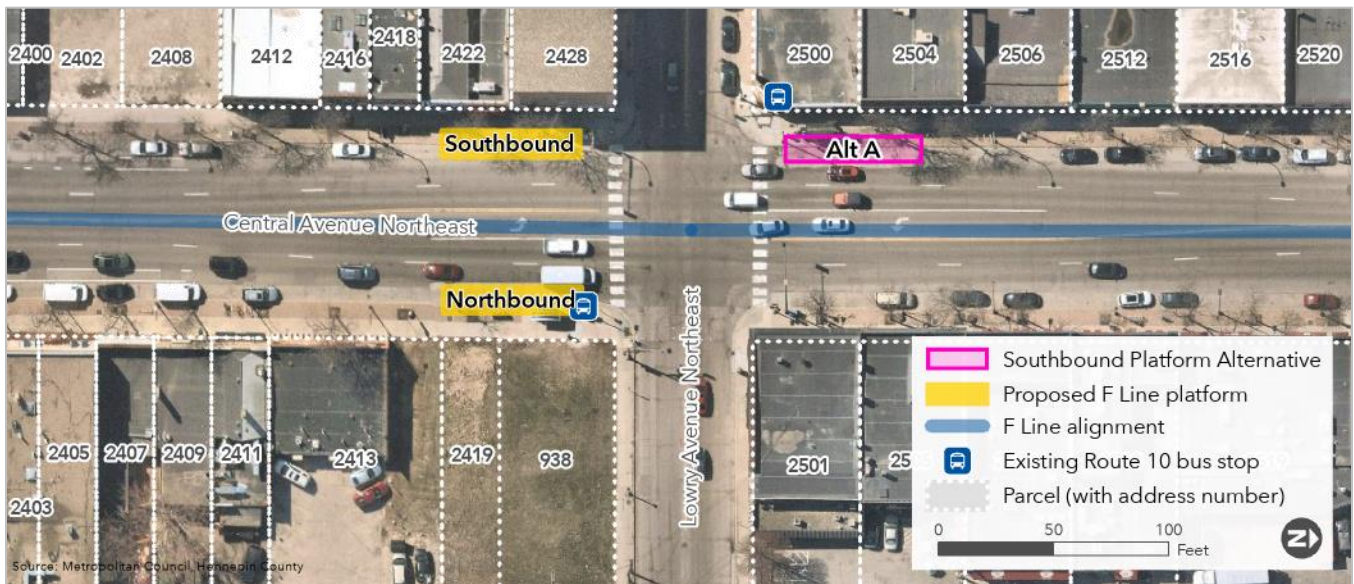 2400
2402
2408
2412
2416
2418
2422
2428
2500
2504
2506
2512
2516
2520
Southbound
Alt A
Central Avenue Northeast
Northbound
Lowry Avenue Northeast
2403
2405
2407
2409
2411
2413
2419
938
2501
Southbound Platform Alternative
Proposed F Line platform
F Line alignment
Existing Route 10 bus stop
Parcel (with address number)
0 50 100
Feet
N
Source: Metropolitan Council, Hennepin County